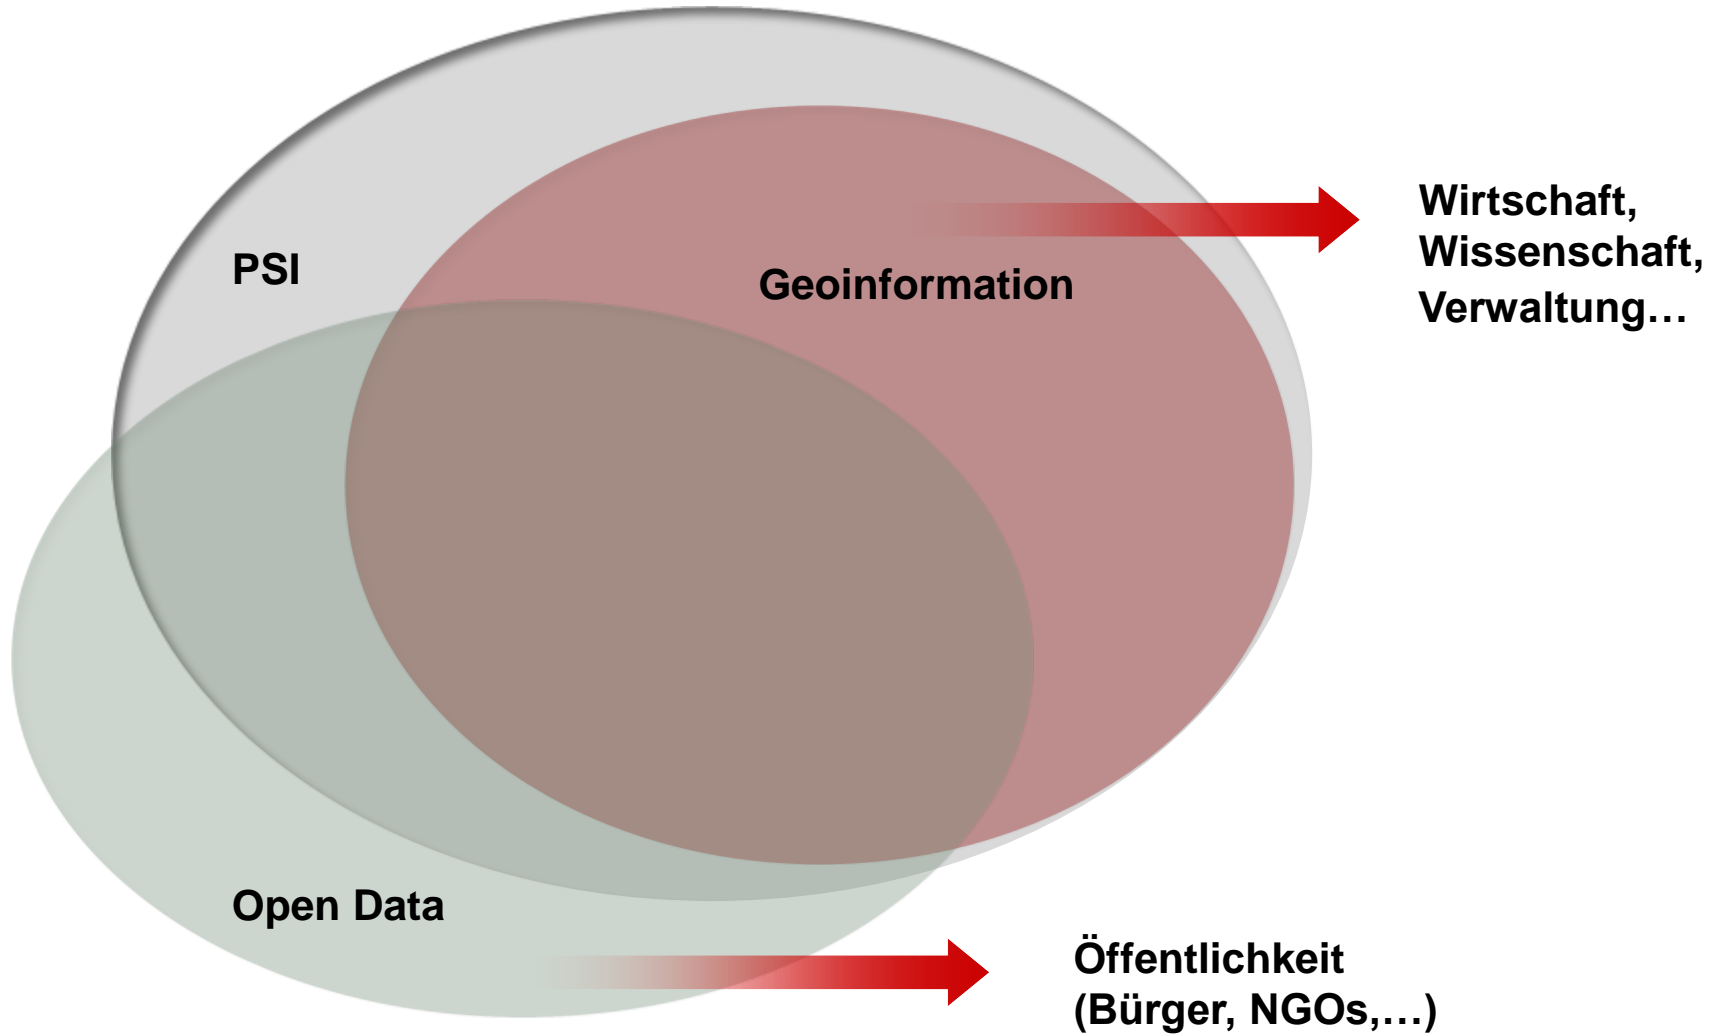 PSI
Geoinformation
Wirtschaft,
Wissenschaft,
Verwaltung…
Open Data
Öffentlichkeit
(Bürger, NGOs,…)